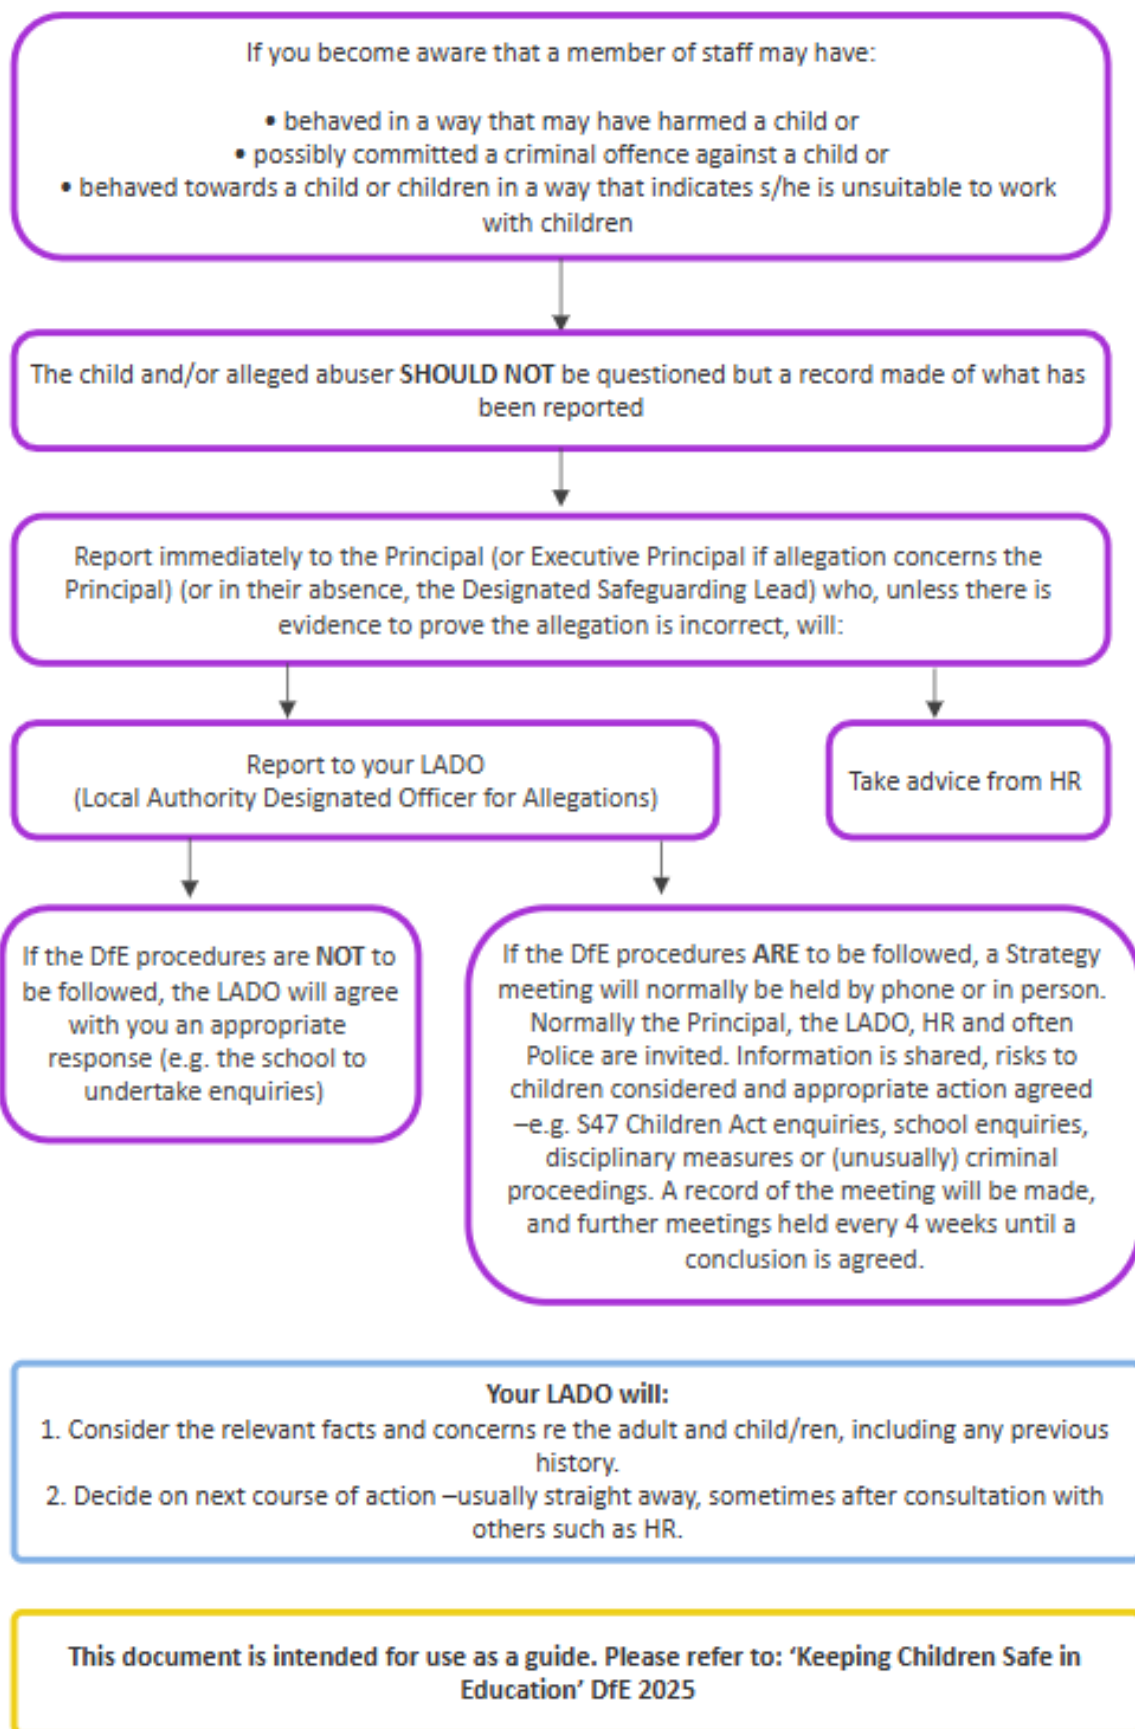 If you become aware that a member of staff may have:
• behaved in a way that may have harmed a child or
• possibly committed a criminal offence against a child or
• behaved towards a child or children in a way that indicates s/he is unsuitable to work
with children
The child and/or alleged abuser SHOULD NOT be questioned but a record made of what has
been reported
Report immediately to the Principal (or Executive Principal if allegation concerns the
Principal) (or in their absence, the Designated Safeguarding Lead) who, unless there is
evidence to prove the allegation is incorrect, will:
Report to your LADO
(Local Authority Designated Officer for Allegations)
Take advice from HR
If the DfE procedures are NOT to
be followed, the LADO will agree
with you an appropriate
response (e.g. the school to
undertake enquiries)
If the DfE procedures ARE to be followed, a Strategy
meeting will normally be held by phone or in person.
Normally the Principal, the LADO, HR and often
Police are invited. Information is shared, risks to
children considered and appropriate action agreed
–e.g. S47 Children Act enquiries, school enquiries,
disciplinary measures or (unusually) criminal
proceedings. A record of the meeting will be made,
and further meetings held every 4 weeks until a
conclusion is agreed.
Your LADO will:
1. Consider the relevant facts and concerns re the adult and child/ren, including any previous
history.
2. Decide on next course of action –usually straight away, sometimes after consultation with
others such as HR.
This document is intended for use as a guide. Please refer to: ‘Keeping Children Safe in
Education’ DfE 2025